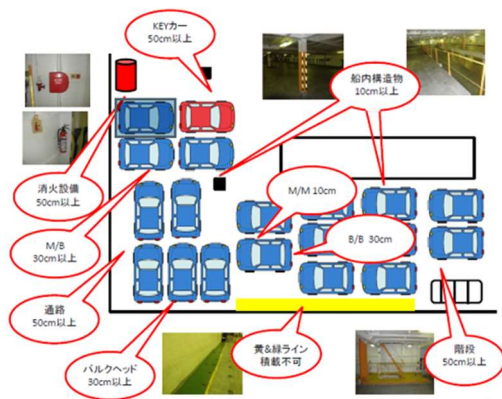 KEYカー
50cm以上
船内構造物
10cm以上
消火設備
50cm以上
M/M 10cm
M/B
30cm以上
B/B 30cm
通路
50cm以上
バルクヘッド
30cm以上
黄&緑ライン
積載不可
階段
50cm以上